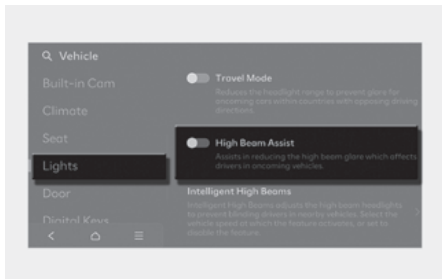 Vehicle
Built-in Cam
Climate
Seat
Lights
Door
Digital Keys
Travel Mode
Reduces the headlight range to prevent glare for
oncoming cars within countries with opposing driving
directions.
High Beam Assist
Assists in reducing the high beam glare which affects
drivers in oncoming vehicles.
Intelligent High Beams
Intelligent High Beams adjusts the high beam headlights
to prevent blinding drivers in nearby vehicles. Select the
vehicle speed at which the feature activates, or set to
disable the feature.